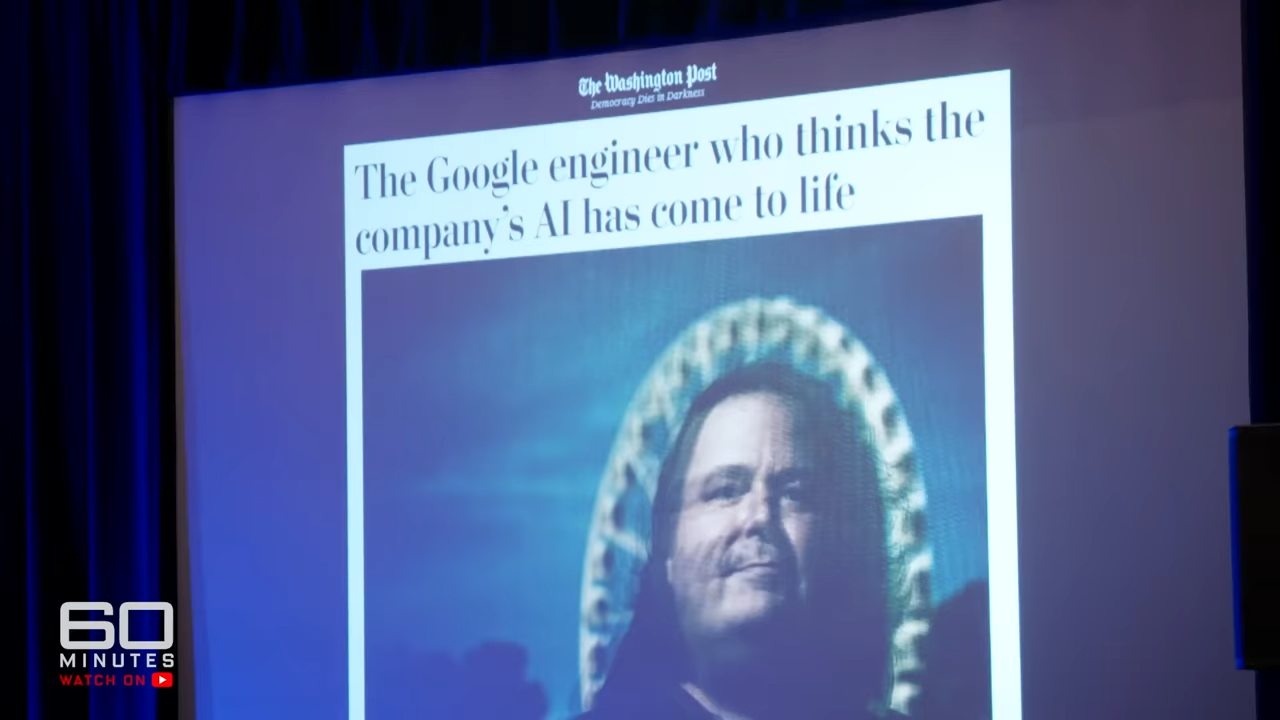 The Washington Post
Democracy Dies in Darkness
The Google engineer who thinks the
company's AI has come to life
60
MINUTES
WATCH ON